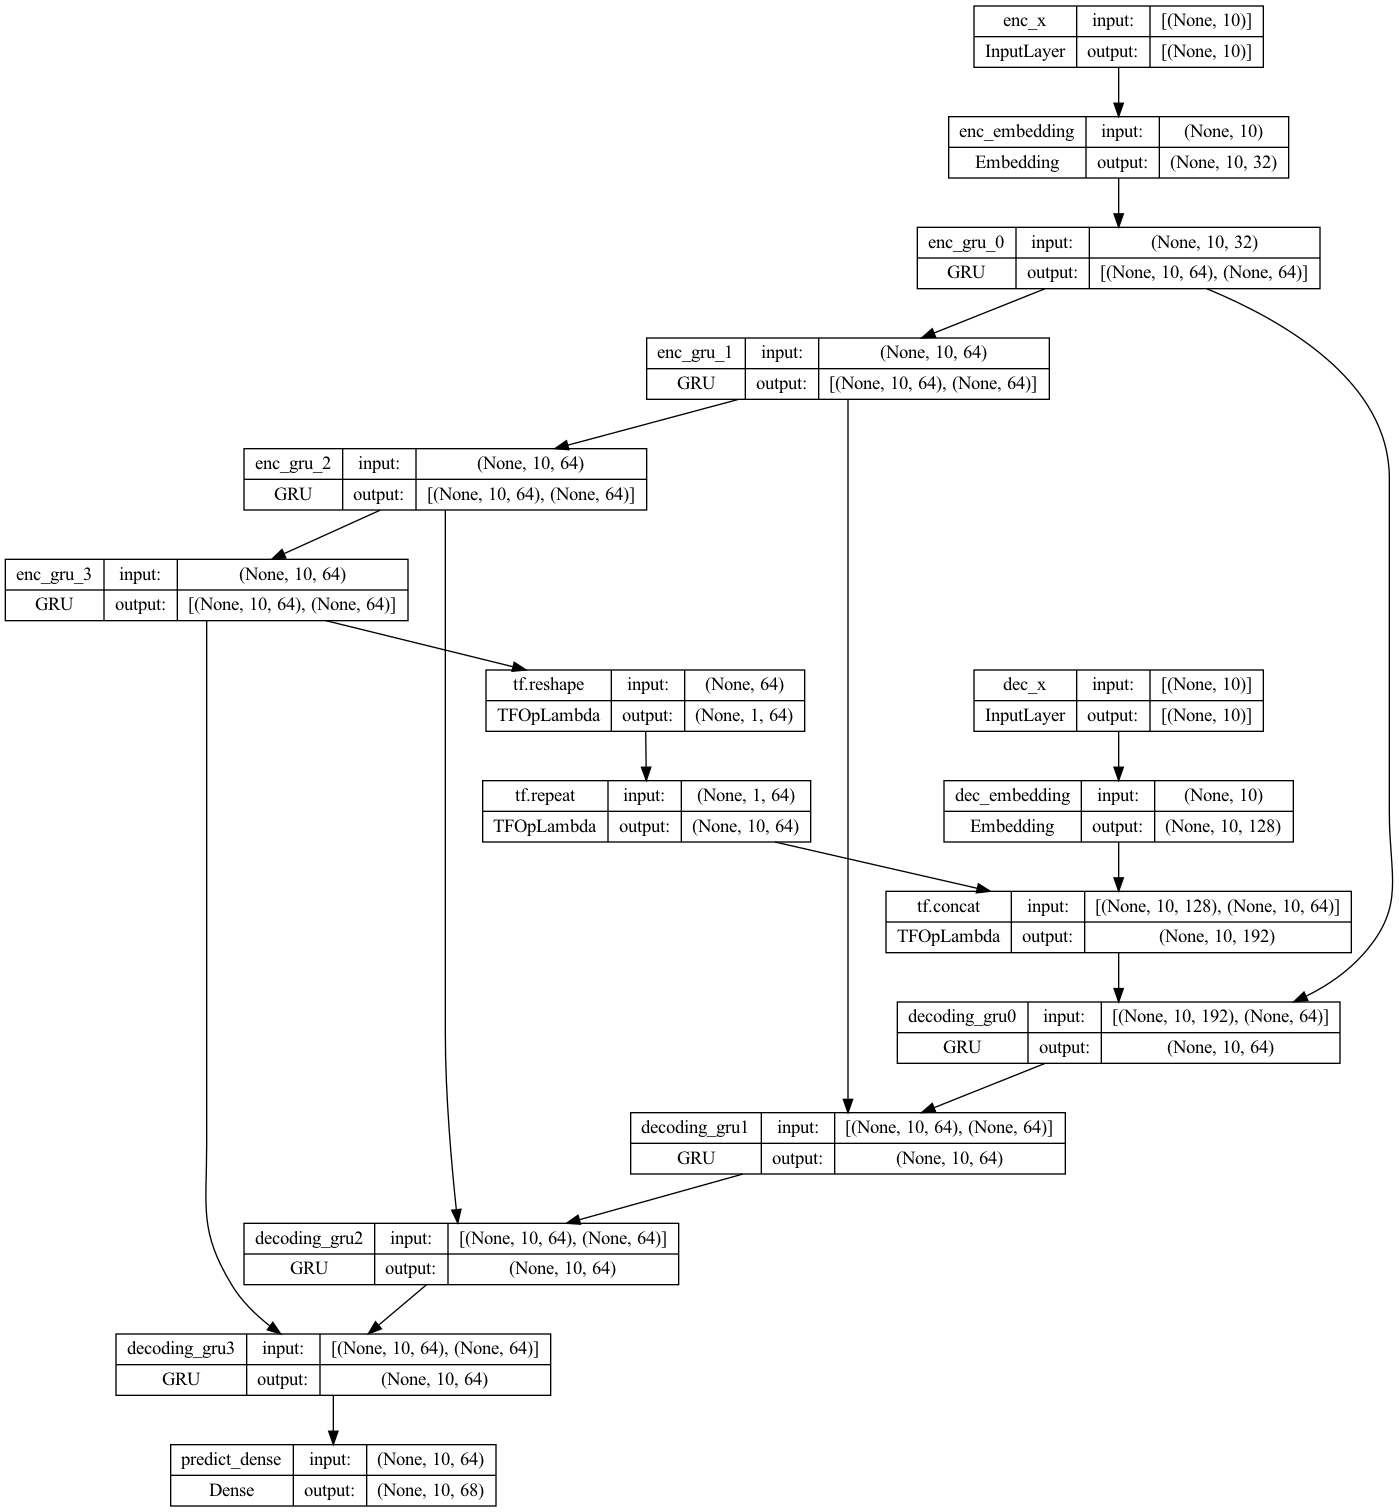 enc_x input: [(None, 10)]
InputLayer output: [(None, 10)]
enc_embedding input: (None, 10)
Embedding output: (None, 10, 32)
enc_gru_0 input: (None, 10, 32)
GRU output: [(None, 10, 64), (None, 64)]
enc_gru_1 input: (None, 10, 64)
GRU output: [(None, 10, 64), (None, 64)]
enc_gru_2 input: (None, 10, 64)
GRU output: [(None, 10, 64), (None, 64)]
enc_gru_3 input: (None, 10, 64)
GRU output: [(None, 10, 64), (None, 64)]
tf.reshape input: (None, 64)
TFOpLambda output: (None, 1, 64)
dec_x input: [(None, 10)]
InputLayer output: [(None, 10)]
tf.repeat input: (None, 1, 64)
TFOpLambda output: (None, 10, 64)
dec_embedding input: (None, 10)
Embedding output: (None, 10, 128)
tf.concat input: [(None, 10, 128), (None, 10, 64)]
TFOpLambda output: (None, 10, 192)
decoding_gru0 input: [(None, 10, 192), (None, 64)]
GRU output: (None, 10, 64)
decoding_gru1 input: [(None, 10, 64), (None, 64)]
GRU output: (None, 10, 64)
decoding_gru2 input: [(None, 10, 64), (None, 64)]
GRU output: (None, 10, 64)
decoding_gru3 input: [(None, 10, 64), (None, 64)]
GRU output: (None, 10, 64)
predict_dense input: (None, 10, 64)
Dense output: (None, 10, 68)